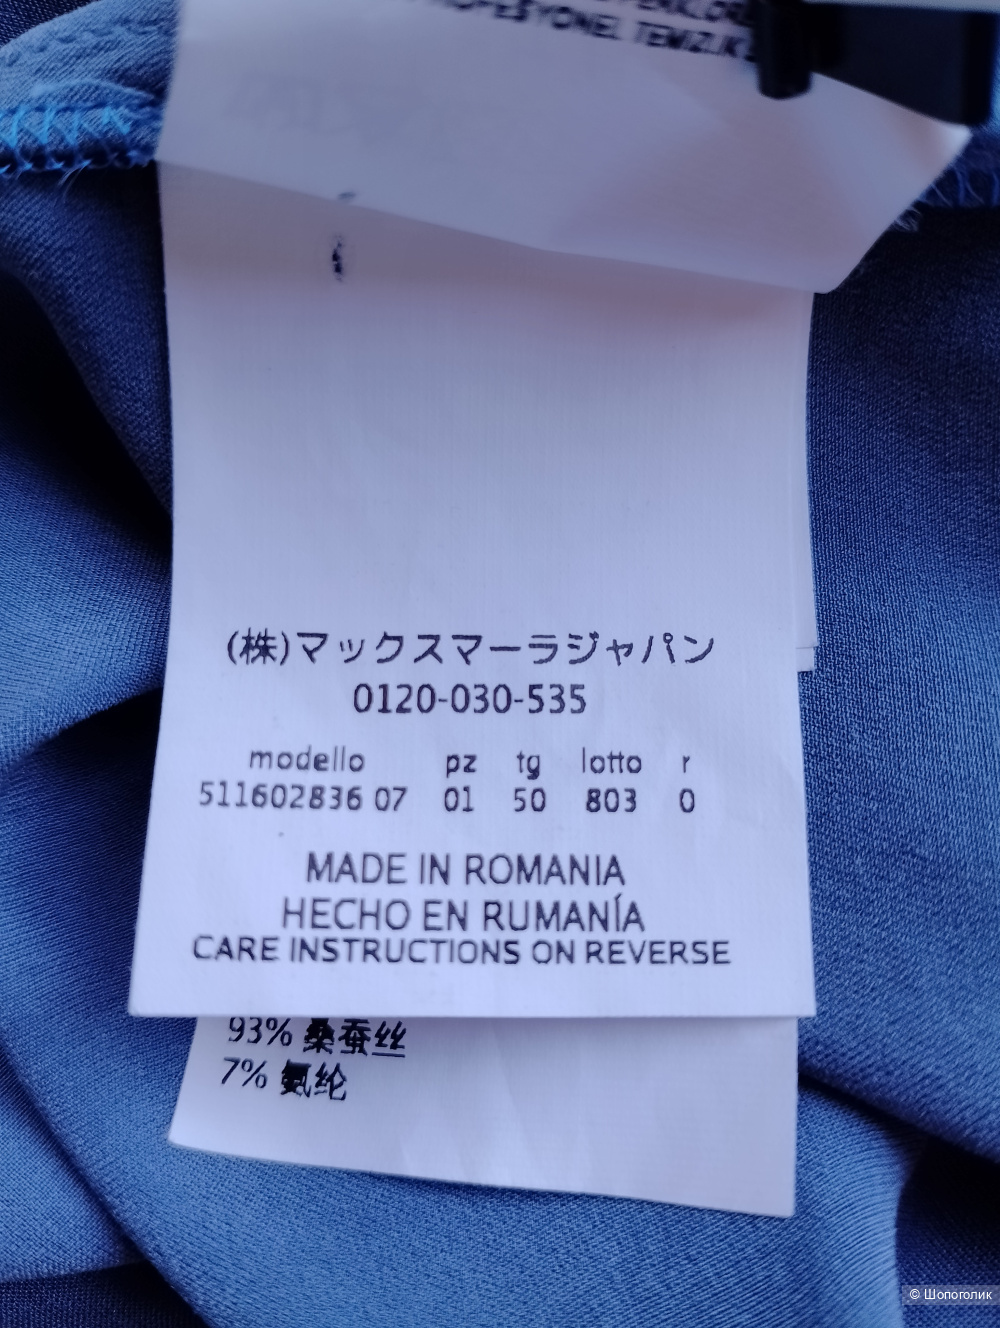 TEMİZLİK
(株)マックスマーラジャパン
0120-030-535
modello pz tg lotto r
511602836 07 01 50 803 0
MADE IN ROMANIA
HECHO EN RUMANÍA
CARE INSTRUCTIONS ON REVERSE
93% 桑蚕丝
7% 氨纶
© Шопоголик